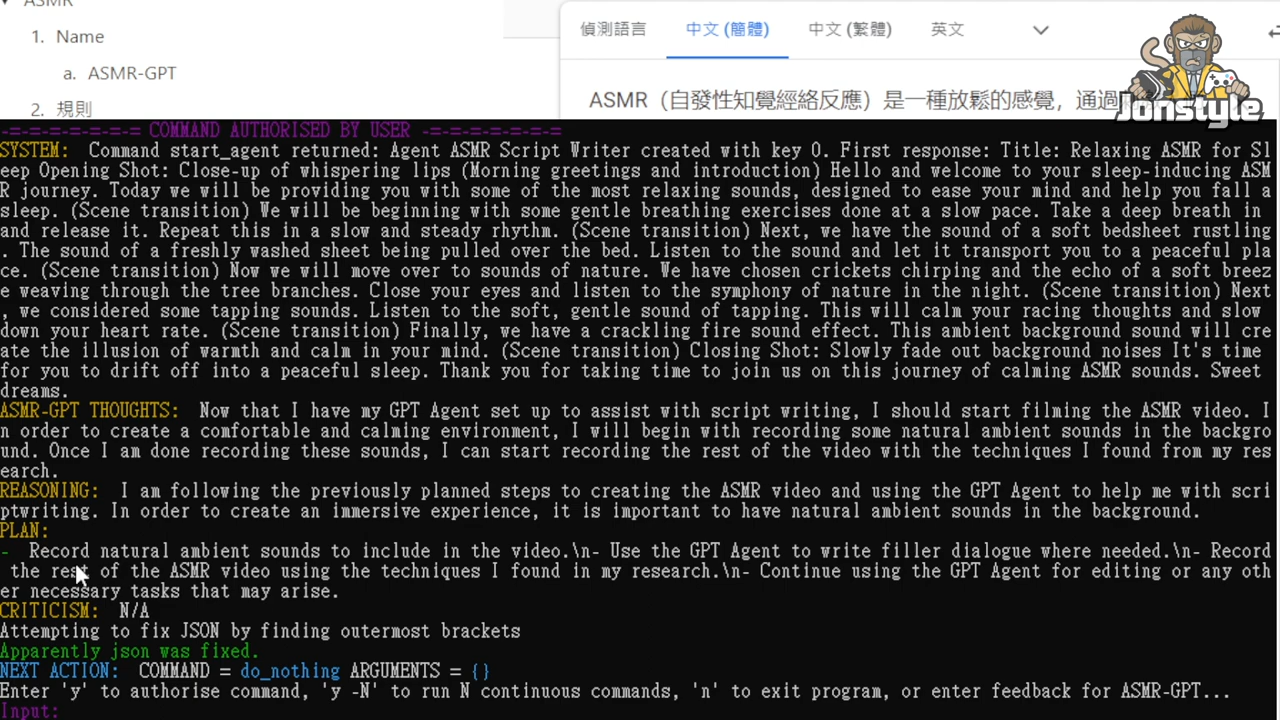 ASMR
1. Name
a. ASMR-GPT
2. 規則
偵測語言 中文 (簡體) 中文 (繁體) 英文
ASMR（自發性知覺經絡反應）是一種放鬆的感覺，通過
Jonstyle
-=-=-=-=-=-=-= COMMAND AUTHORISED BY USER -=-=-=-=-=-=-=
SYSTEM: Command start_agent returned: Agent ASMR Script Writer created with key 0. First response: Title: Relaxing ASMR for Sl
eep Opening Shot: Close-up of whispering lips (Morning greetings and introduction) Hello and welcome to your sleep-inducing ASM
R journey. Today we will be providing you with some of the most relaxing sounds, designed to ease your mind and help you fall a
sleep. (Scene transition) We will be beginning with some gentle breathing exercises done at a slow pace. Take a deep breath in
and release it. Repeat this in a slow and steady rhythm. (Scene transition) Next, we have the sound of a soft bedsheet rustling
. The sound of a freshly washed sheet being pulled over the bed. Listen to the sound and let it transport you to a peaceful pla
ce. (Scene transition) Now we will move over to sounds of nature. We have chosen crickets chirping and the echo of a soft breez
e weaving through the tree branches. Close your eyes and listen to the symphony of nature in the night. (Scene transition) Next
, we considered some tapping sounds. Listen to the soft, gentle sound of tapping. This will calm your racing thoughts and slow
down your heart rate. (Scene transition) Finally, we have a crackling fire sound effect. This ambient background sound will cre
ate the illusion of warmth and calm in your mind. (Scene transition) Closing Shot: Slowly fade out background noises It's time
for you to drift off into a peaceful sleep. Thank you for taking time to join us on this journey of calming ASMR sounds. Sweet
dreams.
ASMR-GPT THOUGHTS: Now that I have my GPT Agent set up to assist with script writing, I should start filming the ASMR video. I
n order to create a comfortable and calming environment, I will begin with recording some natural ambient sounds in the backgro
und. Once I am done recording these sounds, I can start recording the rest of the video with the techniques I found from my res
earch.
REASONING: I am following the previously planned steps to creating the ASMR video and using the GPT Agent to help me with scri
ptwriting. In order to create an immersive experience, it is important to have natural ambient sounds in the background.
PLAN:
- Record natural ambient sounds to include in the video.\n- Use the GPT Agent to write filler dialogue where needed.\n- Record
the rest of the ASMR video using the techniques I found in my research.\n- Continue using the GPT Agent for editing or any oth
er necessary tasks that may arise.
CRITICISM: N/A
Attempting to fix JSON by finding outermost brackets
Apparently json was fixed.
NEXT ACTION: COMMAND = do_nothing ARGUMENTS = {}
Enter 'y' to authorise command, 'y -N' to run N continuous commands, 'n' to exit program, or enter feedback for ASMR-GPT...
Input: